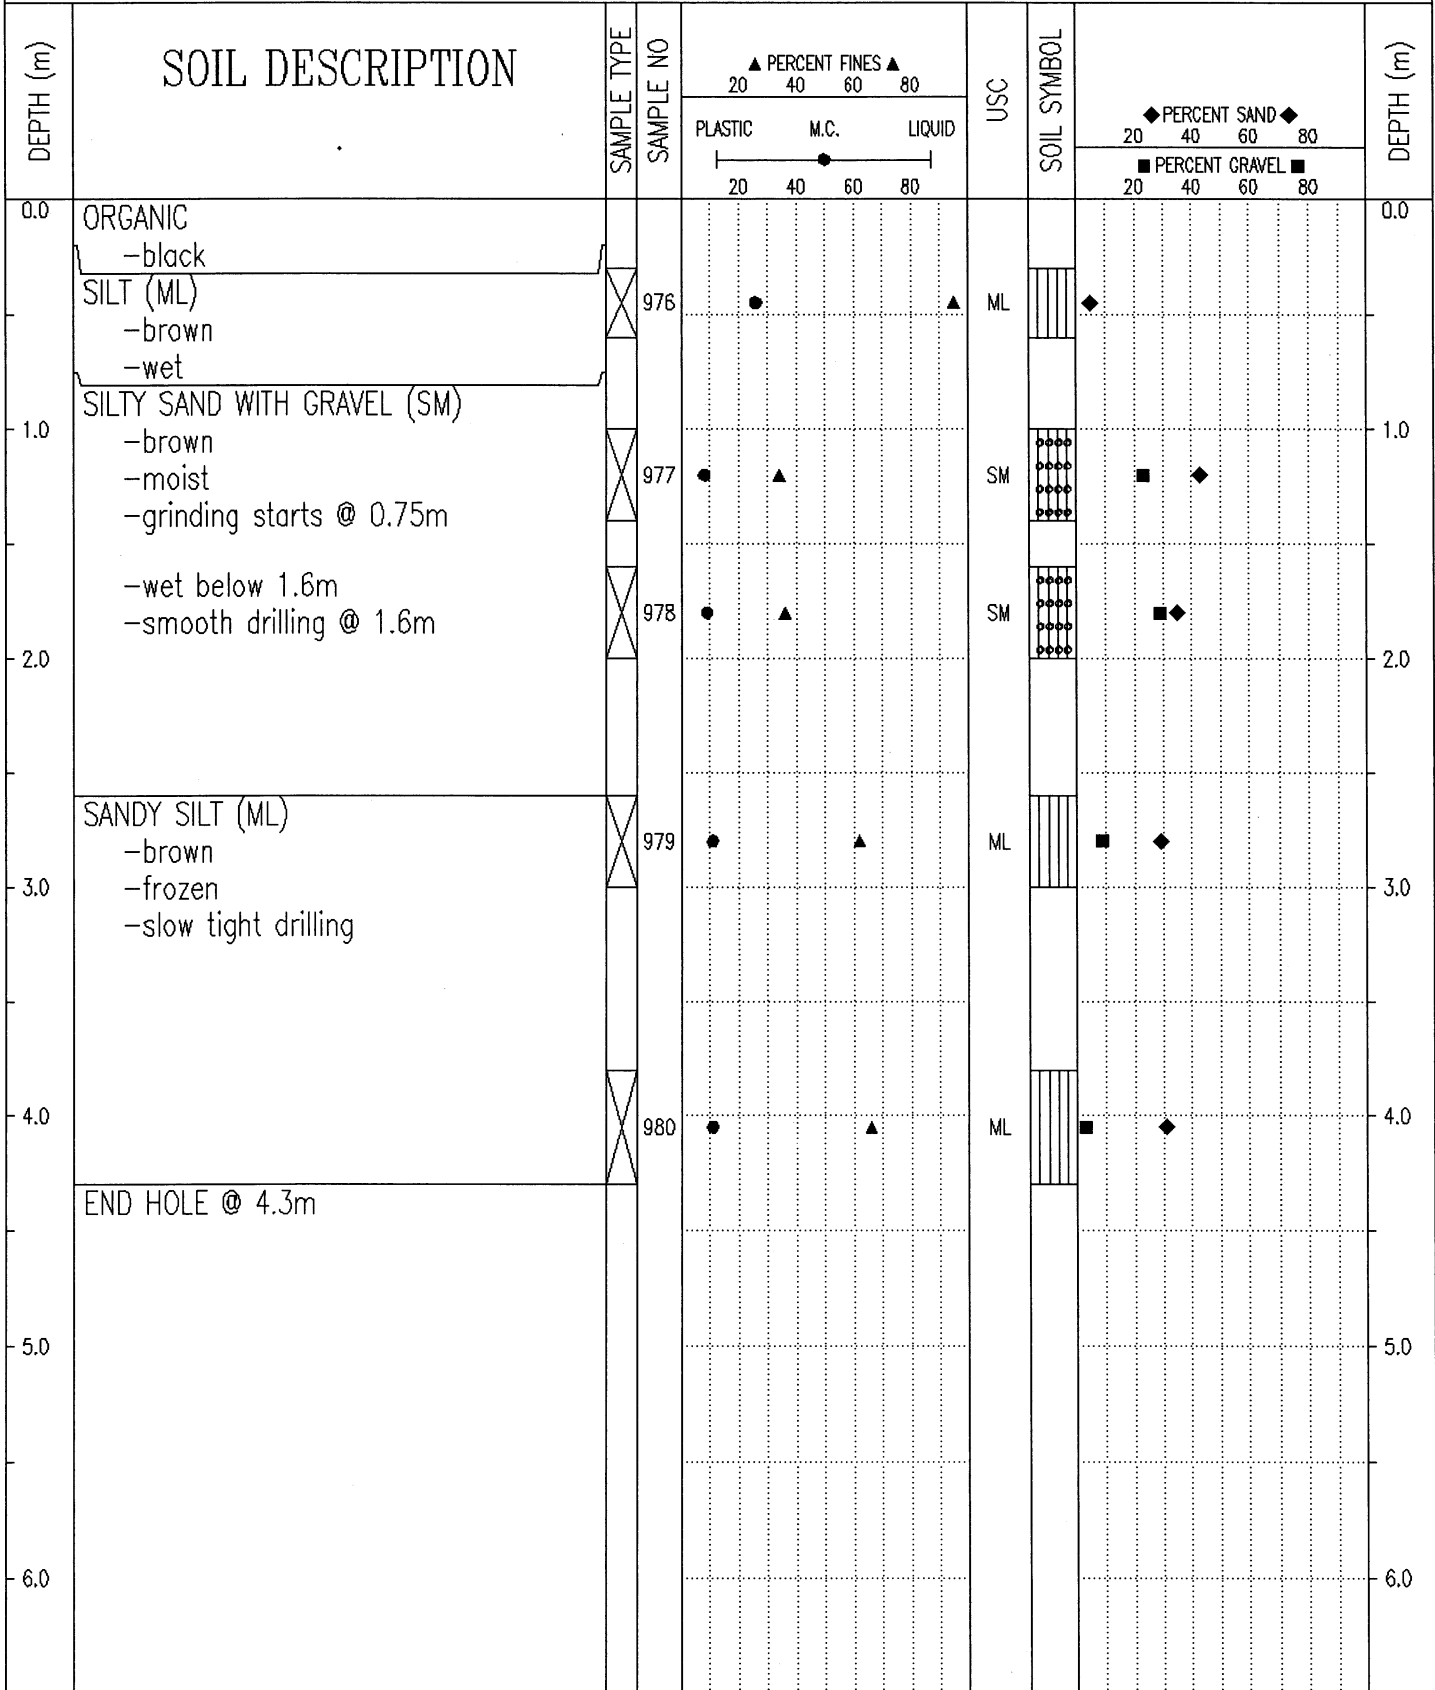 DEPTH (m)
SOIL DESCRIPTION
SAMPLE TYPE
SAMPLE NO
▲ PERCENT FINES ▲
20 40 60 80
PLASTIC M.C. LIQUID
20 40 60 80
USC
SOIL SYMBOL
◆ PERCENT SAND ◆
20 40 60 80
■ PERCENT GRAVEL ■
20 40 60 80
DEPTH (m)
0.0 ORGANIC 0.0
-black
SILT (ML)
976 ML
-brown
-wet
SILTY SAND WITH GRAVEL (SM)
1.0 -brown 1.0
-moist
977 SM
-grinding starts @ 0.75m
-wet below 1.6m
978 SM
-smooth drilling @ 1.6m
2.0 2.0
SANDY SILT (ML)
979 ML
-brown
3.0 -frozen 3.0
-slow tight drilling
4.0 4.0
980 ML
END HOLE @ 4.3m
5.0 5.0
6.0 6.0